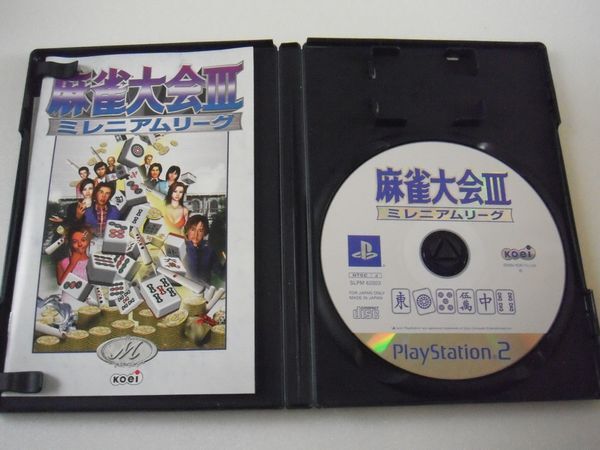 麻雀大会III
ミレニアムリーグ
KOEI
麻雀大会III
ミレニアムリーグ
KOEI
NTSC J
SLPM 62003
FOR JAPAN ONLY
MADE IN JAPAN
COMPACT
disc
東
伍萬
中
PlayStation 2